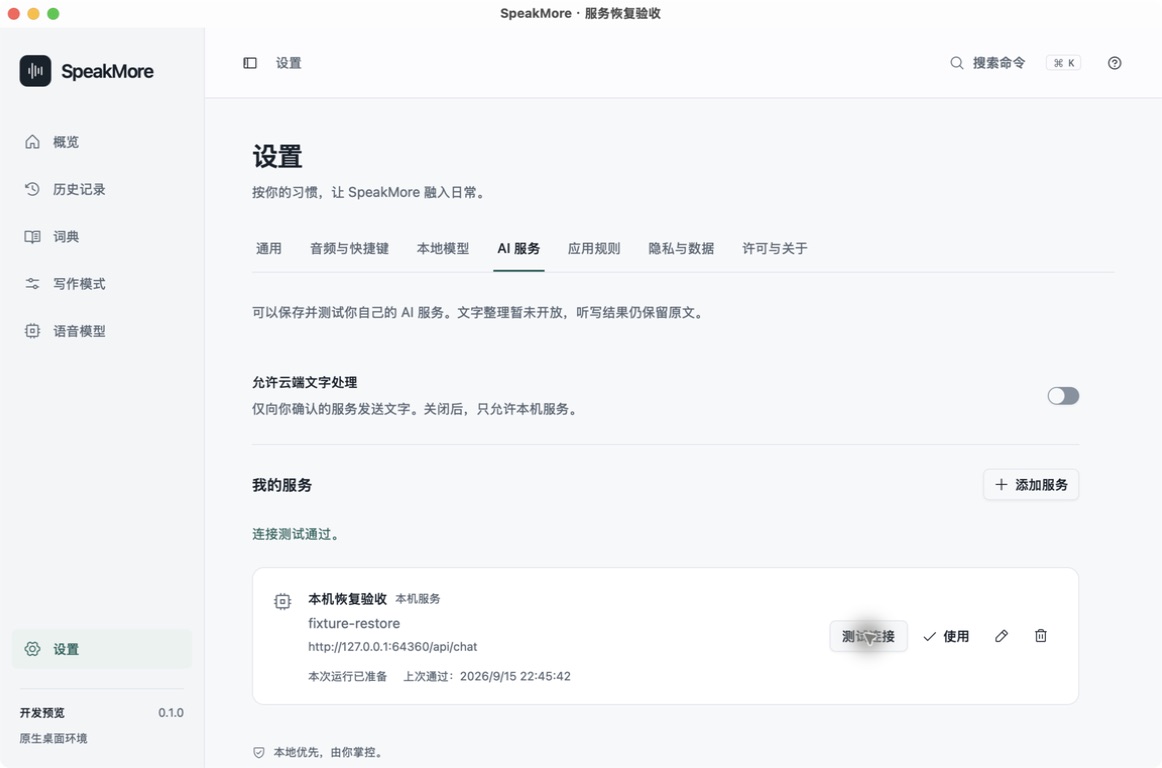 SpeakMore · 服务恢复验收
SpeakMore
设置
搜索命令
⌘ K
概览
历史记录
词典
写作模式
语音模型
设置
开发预览
0.1.0
原生桌面环境
设置
按你的习惯，让 SpeakMore 融入日常。
通用
音频与快捷键
本地模型
AI 服务
应用规则
隐私与数据
许可与关于
可以保存并测试你自己的 AI 服务。文字整理暂未开放，听写结果仍保留原文。
允许云端文字处理
仅向你确认的服务发送文字。关闭后，只允许本机服务。
我的服务
添加服务
连接测试通过。
本机恢复验收 本机服务
fixture-restore
http://127.0.0.1:64360/api/chat
本次运行已准备 上次通过：2026/9/15 22:45:42
测试连接
使用
本地优先，由你掌控。